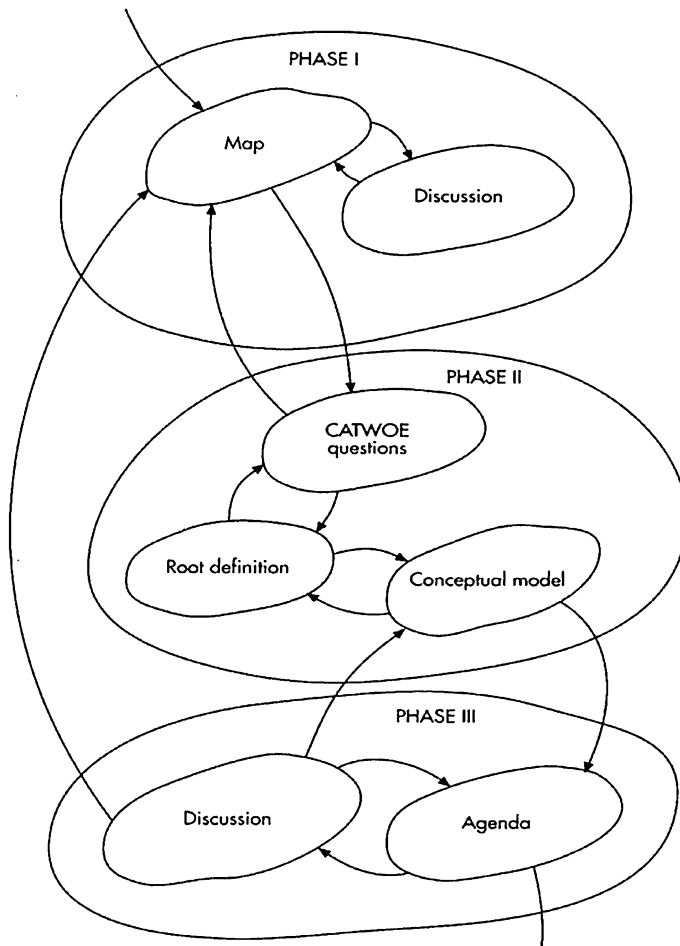 PHASE I
Map
Discussion
PHASE II
CATWOE
questions
Root definition
Conceptual model
PHASE III
Discussion
Agenda